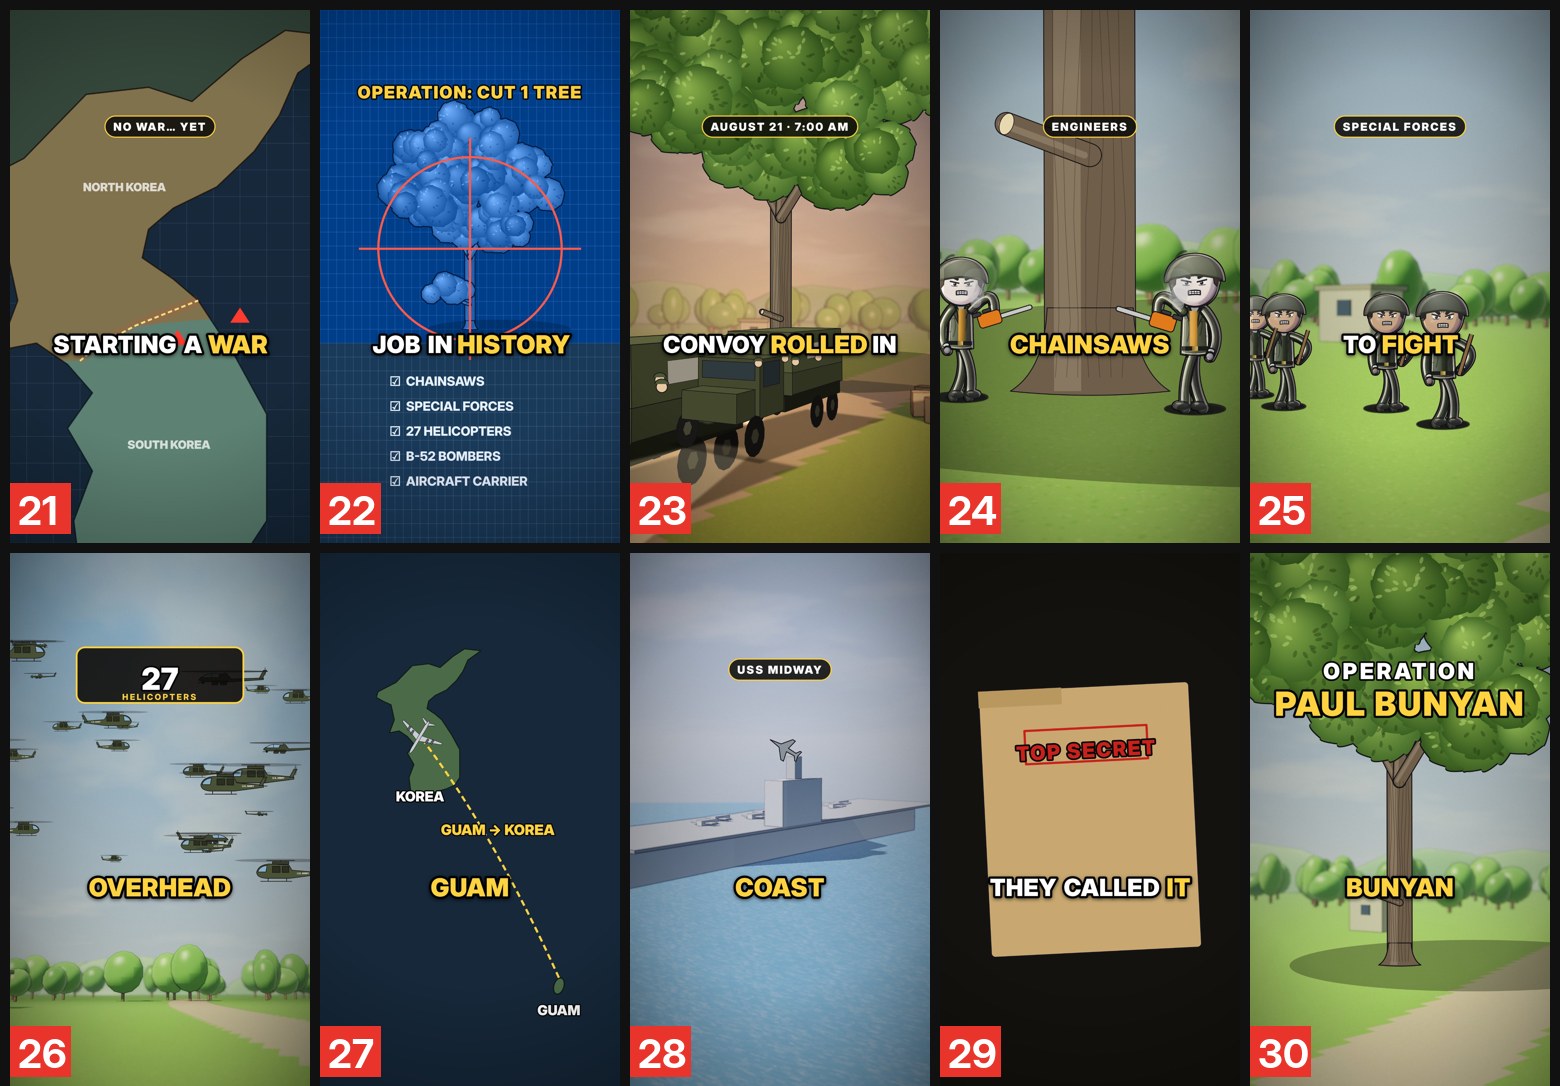 NO WAR... YET
NORTH KOREA
STARTING A WAR
SOUTH KOREA
21
OPERATION: CUT 1 TREE
JOB IN HISTORY
☑ CHAINSAWS
☑ SPECIAL FORCES
☑ 27 HELICOPTERS
☑ B-52 BOMBERS
☑ AIRCRAFT CARRIER
22
AUGUST 21 · 7:00 AM
CONVOY ROLLED IN
23
ENGINEERS
CHAINSAWS
24
SPECIAL FORCES
TO FIGHT
25
27
HELICOPTERS
OVERHEAD
26
KOREA
GUAM → KOREA
GUAM
GUAM
27
USS MIDWAY
COAST
28
TOP SECRET
THEY CALLED IT
29
OPERATION
PAUL BUNYAN
BUNYAN
30